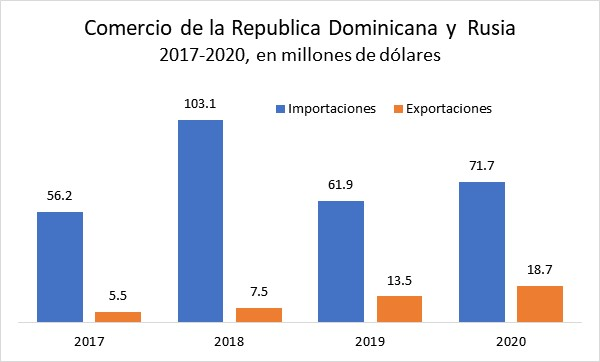 Comercio de la Republica Dominicana y Rusia
2017-2020, en millones de dólares
Importaciones Exportaciones
103.1
56.2
61.9
71.7
5.5
7.5
13.5
18.7
2017 2018 2019 2020